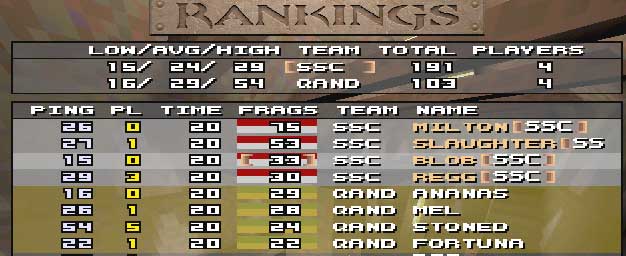 RANKINGS
LOW/AVG/HIGH TEAM TOTAL PLAYERS
15/ 24/ 29 [SSC] 191 4
16/ 29/ 54 QAND 103 4
PING PL TIME FRAGS TEAM NAME
26 0 20 75 SSC MILTON[SSC]
27 1 20 53 SSC SLAUGHTER[SS
15 0 20 [33] SSC BLOB[SSC]
29 3 20 30 SSC REGG[SSC]
16 0 20 29 QAND ANANAS
26 1 20 28 QAND MEL
54 5 20 24 QAND STONED
22 1 20 22 QAND FORTUNA